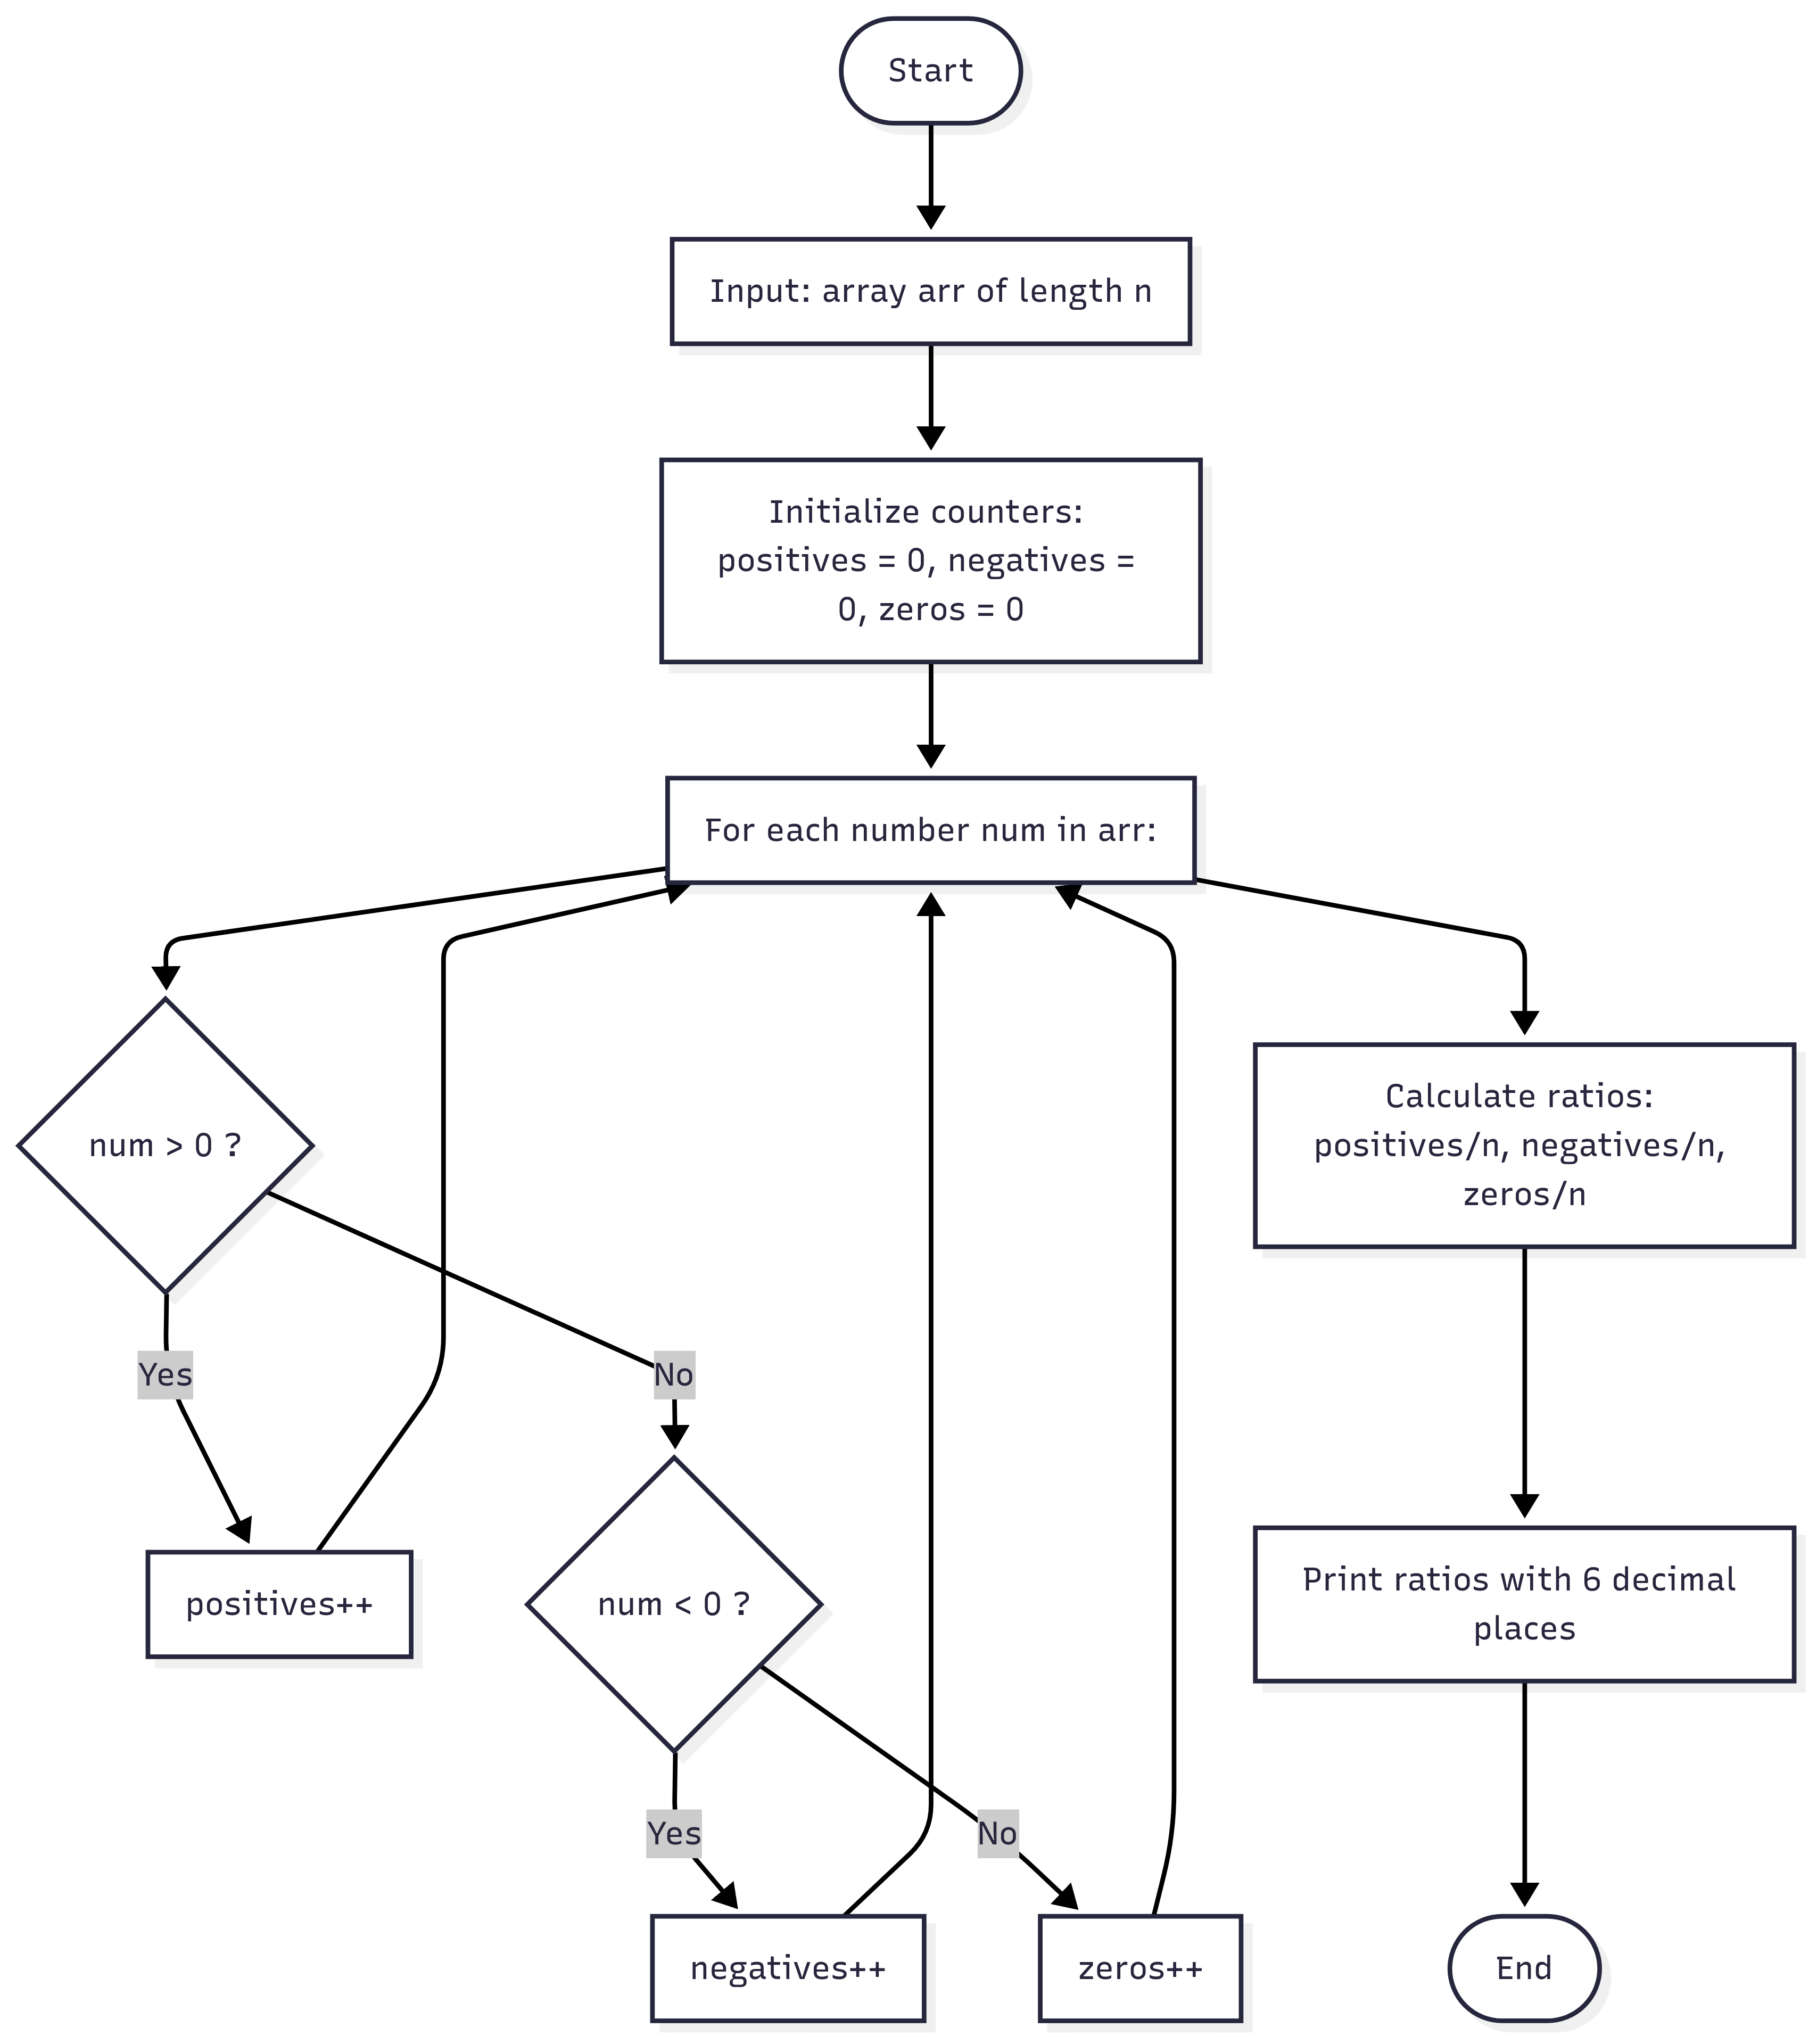 Start
Input: array arr of length n
Initialize counters:
positives = 0, negatives =
0, zeros = 0
For each number num in arr:
num > 0 ?
Calculate ratios:
positives/n, negatives/n,
zeros/n
Yes
No
positives++
num < 0 ?
Print ratios with 6 decimal
places
Yes
No
negatives++
zeros++
End